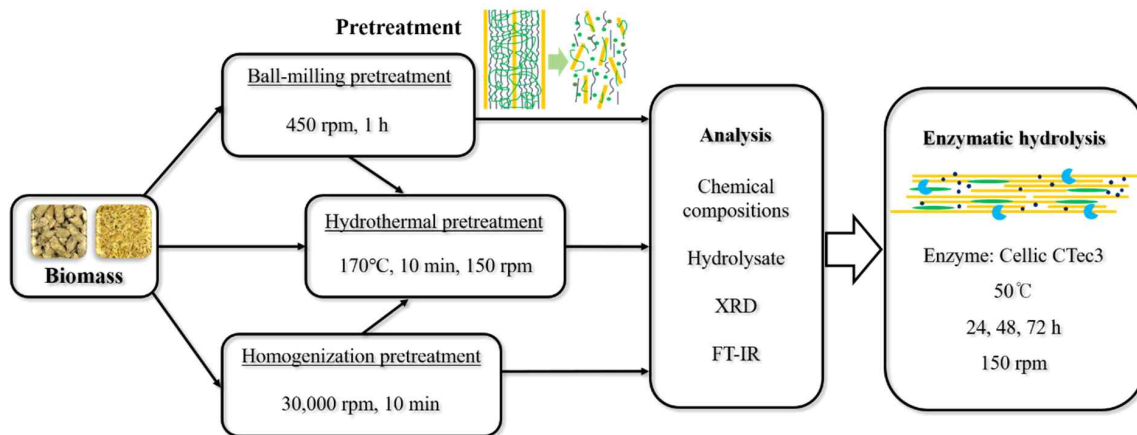 Pretreatment
Ball-milling pretreatment
450 rpm, 1 h
Biomass
Hydrothermal pretreatment
170℃, 10 min, 150 rpm
Homogenization pretreatment
30,000 rpm, 10 min
Analysis
Chemical
compositions
Hydrolysate
XRD
FT-IR
Enzymatic hydrolysis
Enzyme: Cellic CTec3
50℃
24, 48, 72 h
150 rpm